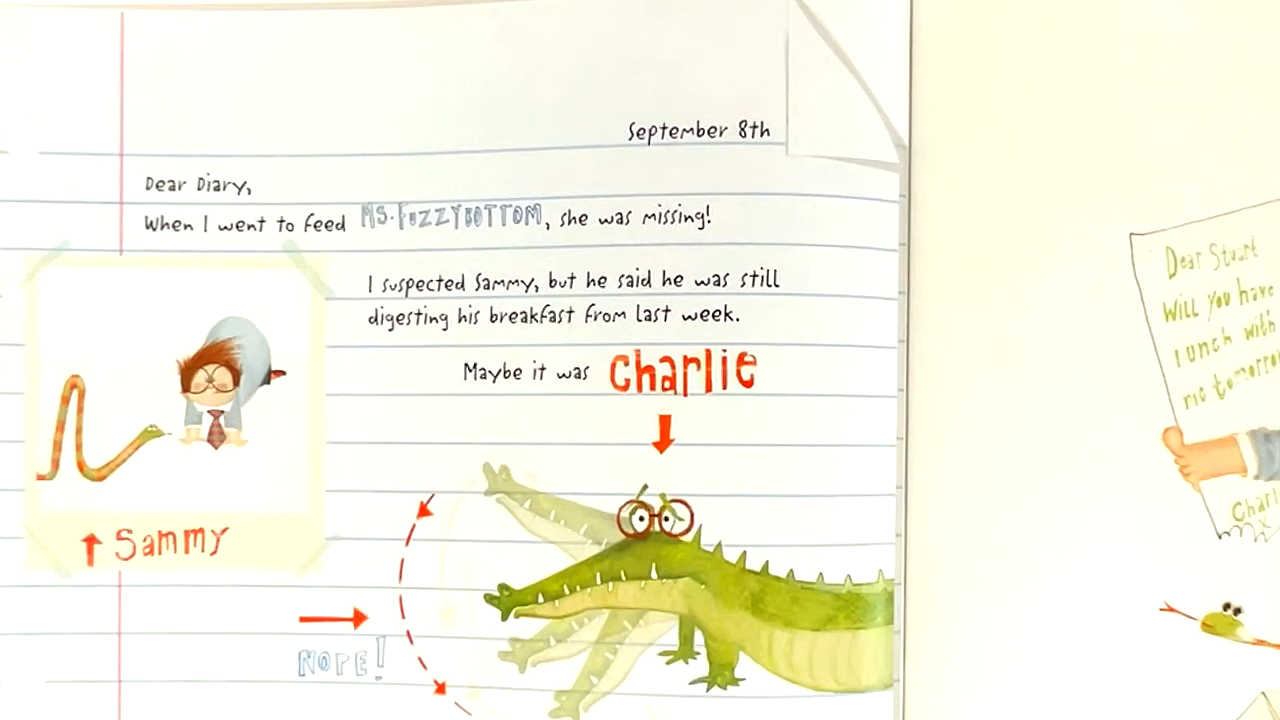 September 8th
Dear Diary,
When I went to feed MS. FUZZYBOTTOM, she was missing!
I suspected Sammy, but he said he was still
digesting his breakfast from last week.
Maybe it was Charlie
Sammy
NOPE!
Dear Stuart
Will you have
lunch with
me tomorro
Charl
x